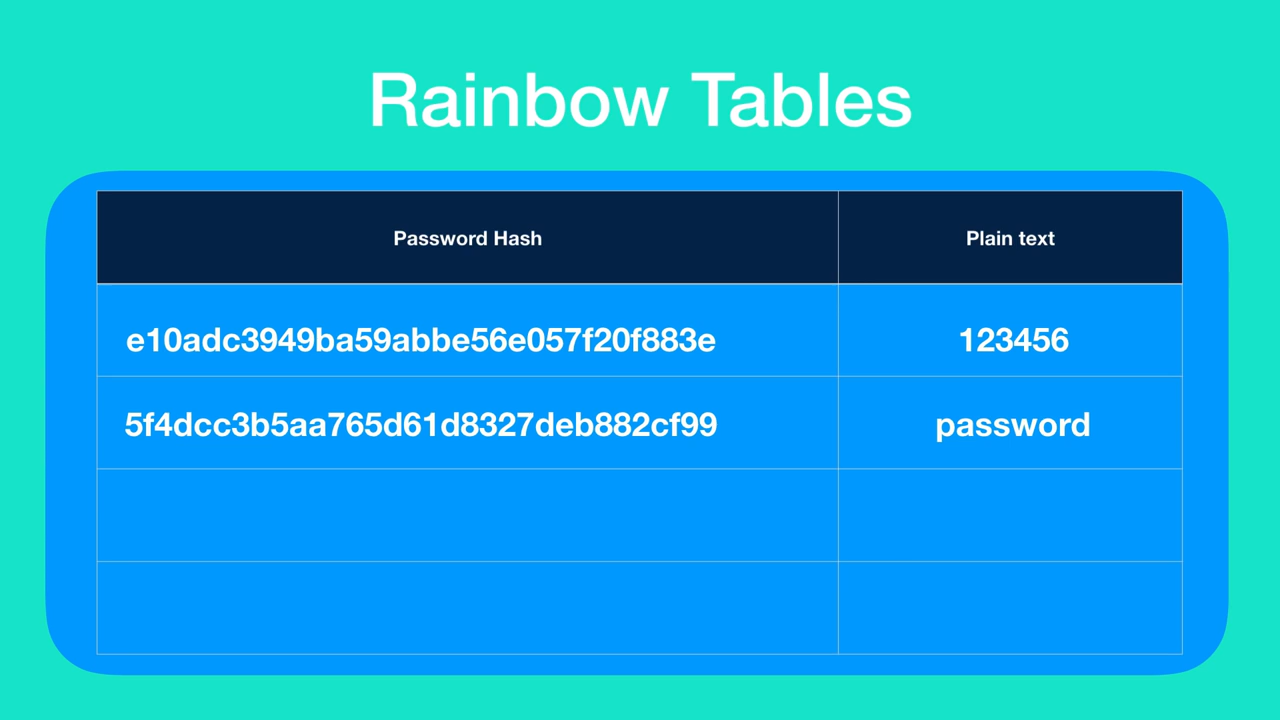 Rainbow Tables
Password Hash Plain text
e10adc3949ba59abbe56e057f20f883e 123456
5f4dcc3b5aa765d61d8327deb882cf99 password